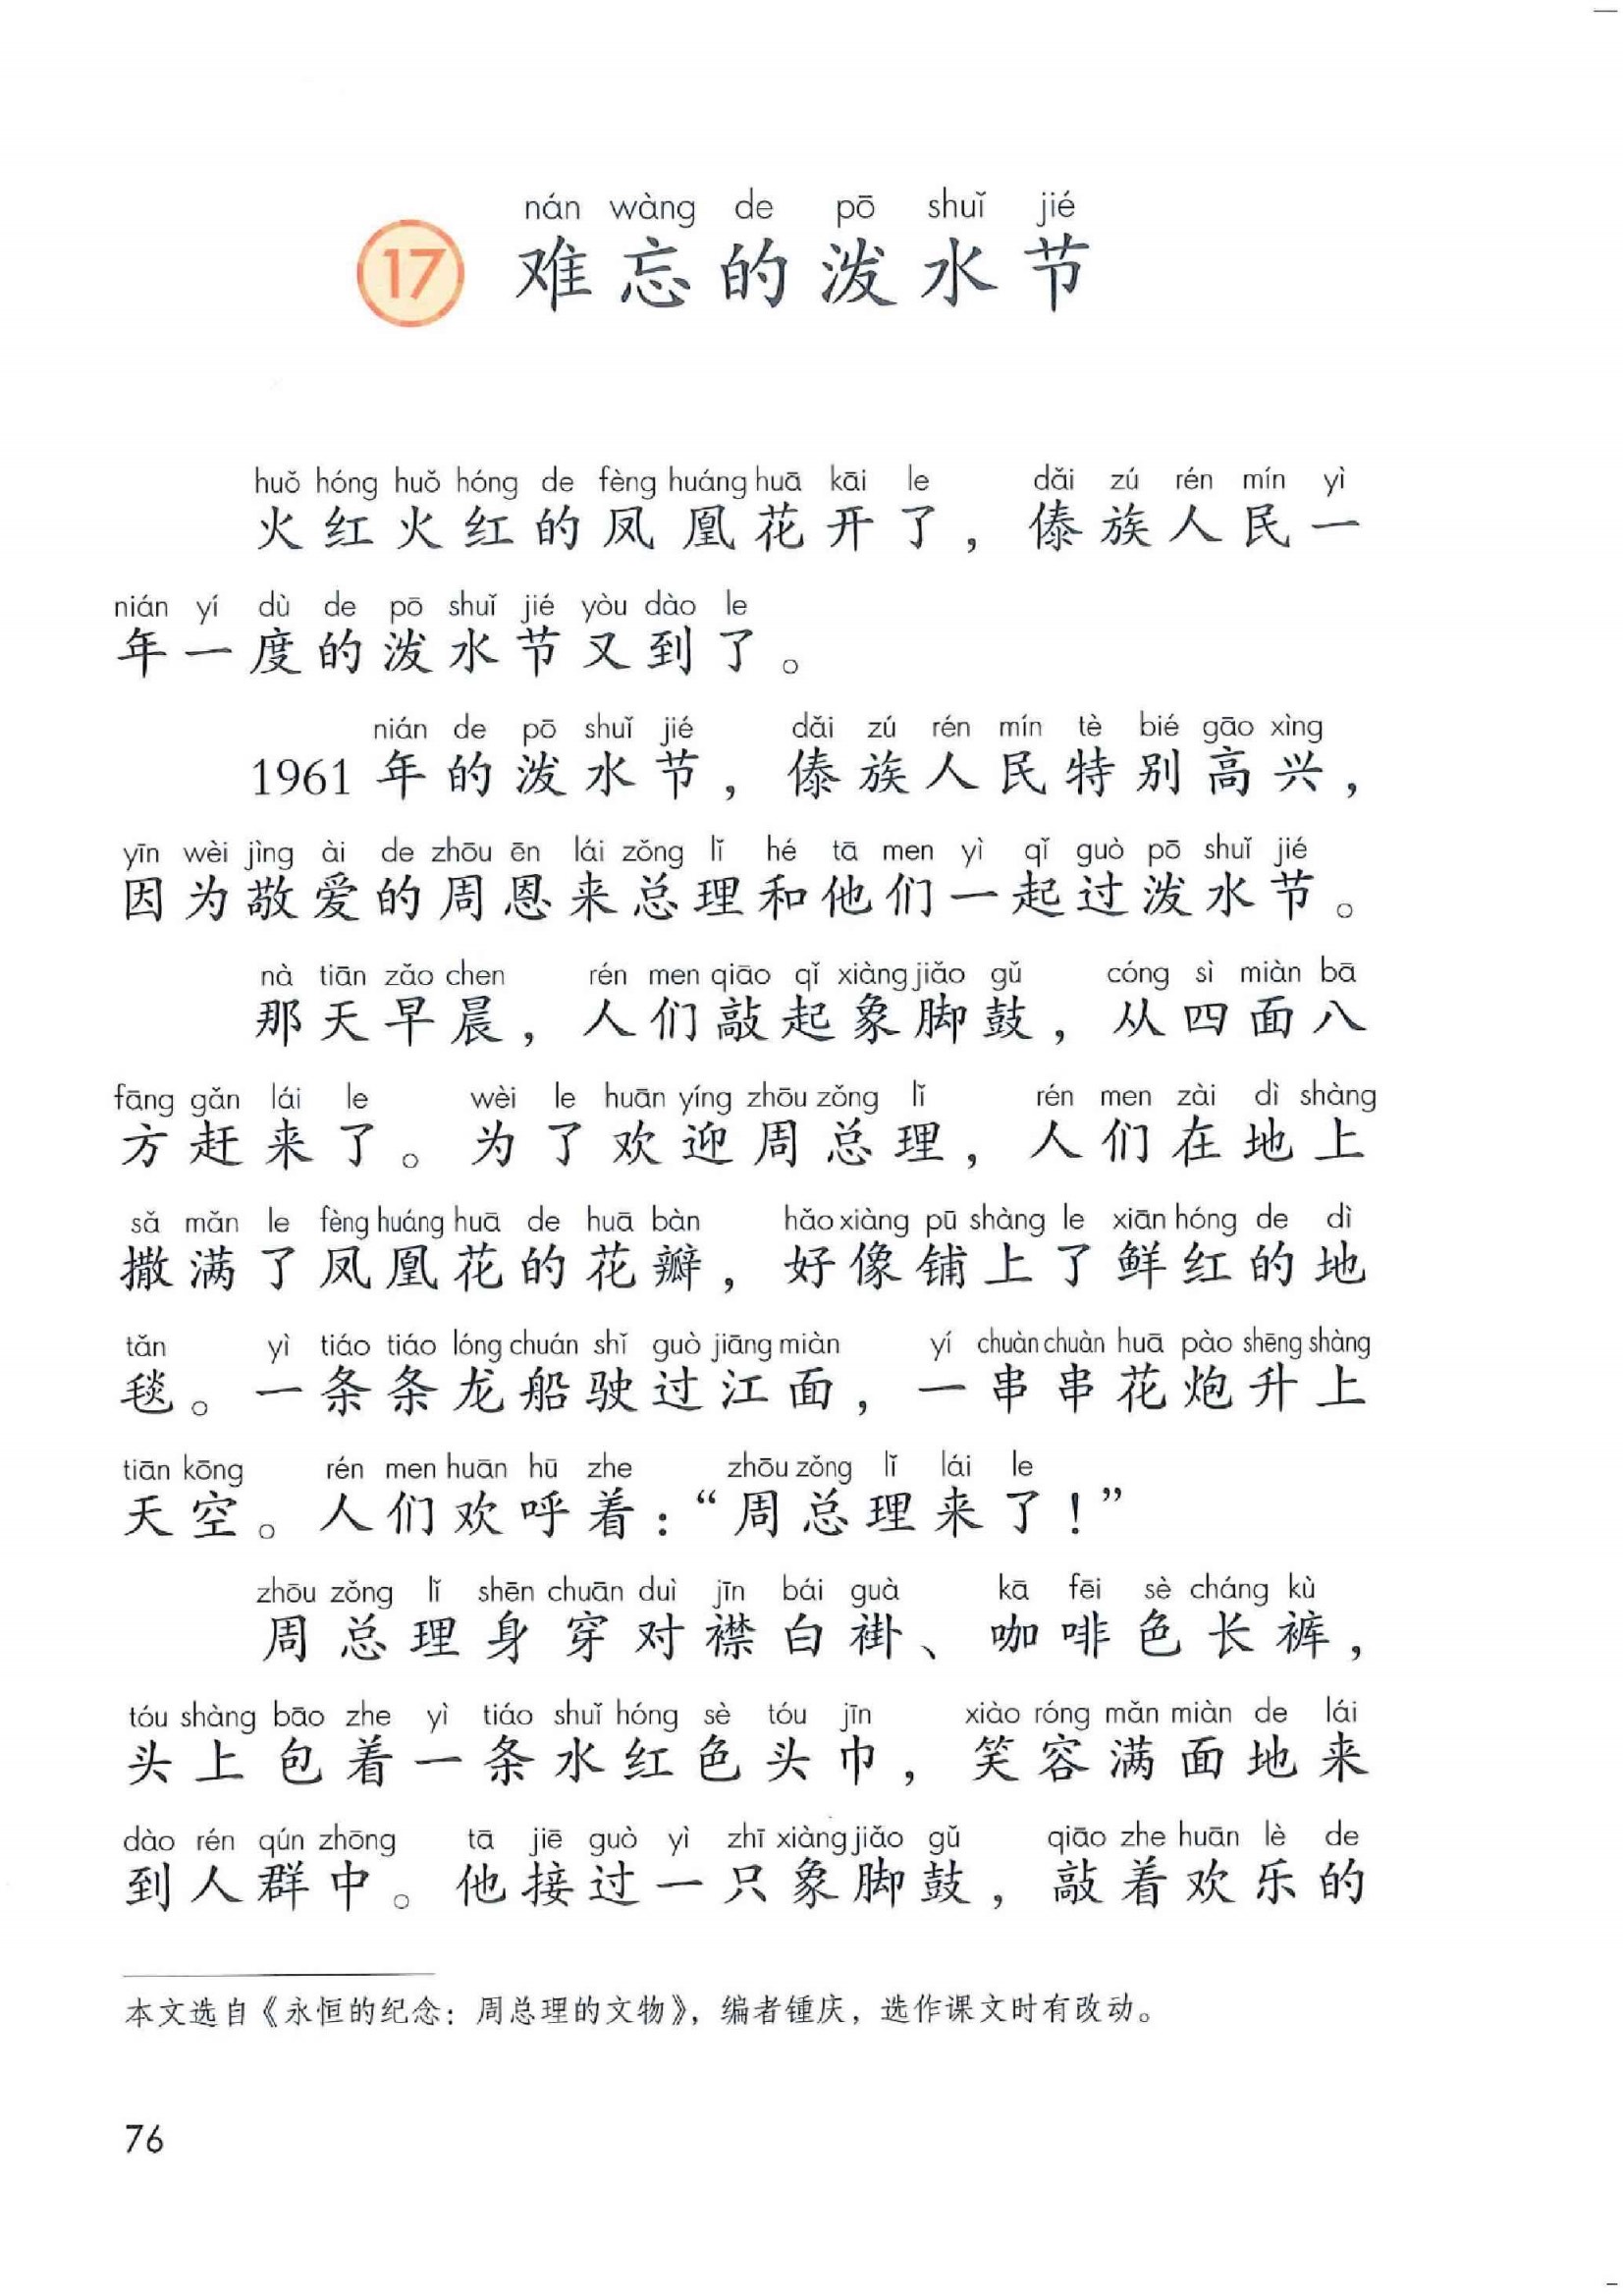 nán wàng de pō shuǐ jié
17 难忘的泼水节
huǒ hóng huǒ hóng de fèng huáng huā kāi le dǎi zú rén mín yì
火红火红的凤凰花开了，傣族人民一
nián yí dù de pō shuǐ jié yòu dào le
年一度的泼水节又到了。
nián de pō shuǐ jié dǎi zú rén mín tè bié gāo xìng
1961年的泼水节，傣族人民特别高兴，
yīn wèi jìng ài de zhōu ēn lái zǒng lǐ hé tā men yì qǐ guò pō shuǐ jié
因为敬爱的周恩来总理和他们一起过泼水节。
nà tiān zǎo chen rén men qiāo qǐ xiàng jiǎo gǔ cóng sì miàn bā
那天早晨，人们敲起象脚鼓，从四面八
fāng gǎn lái le wèi le huān yíng zhōu zǒng lǐ rén men zài dì shàng
方赶来了。为了欢迎周总理，人们在地上
sǎ mǎn le fèng huáng huā de huā bàn hǎo xiàng pū shàng le xiān hóng de dì
撒满了凤凰花的花瓣，好像铺上了鲜红的地
tǎn yì tiáo tiáo lóng chuán shǐ guò jiāng miàn yí chuàn chuàn huā pào shēng shàng
毯。一条条龙船驶过江面，一串串花炮升上
tiān kōng rén men huān hū zhe zhōu zǒng lǐ lái le
天空。人们欢呼着：“周总理来了！”
zhōu zǒng lǐ shēn chuān duì jīn bái guà kā fēi sè cháng kù
周总理身穿对襟白褂、咖啡色长裤，
tóu shàng bāo zhe yì tiáo shuǐ hóng sè tóu jīn xiào róng mǎn miàn de lái
头上包着一条水红色头巾，笑容满面地来
dào rén qún zhōng tā jiē guò yì zhī xiàng jiǎo gǔ qiāo zhe huān lè de
到人群中。他接过一只象脚鼓，敲着欢乐的
本文选自《永恒的纪念：周总理的文物》，编者锺庆，选作课文时有改动。
76